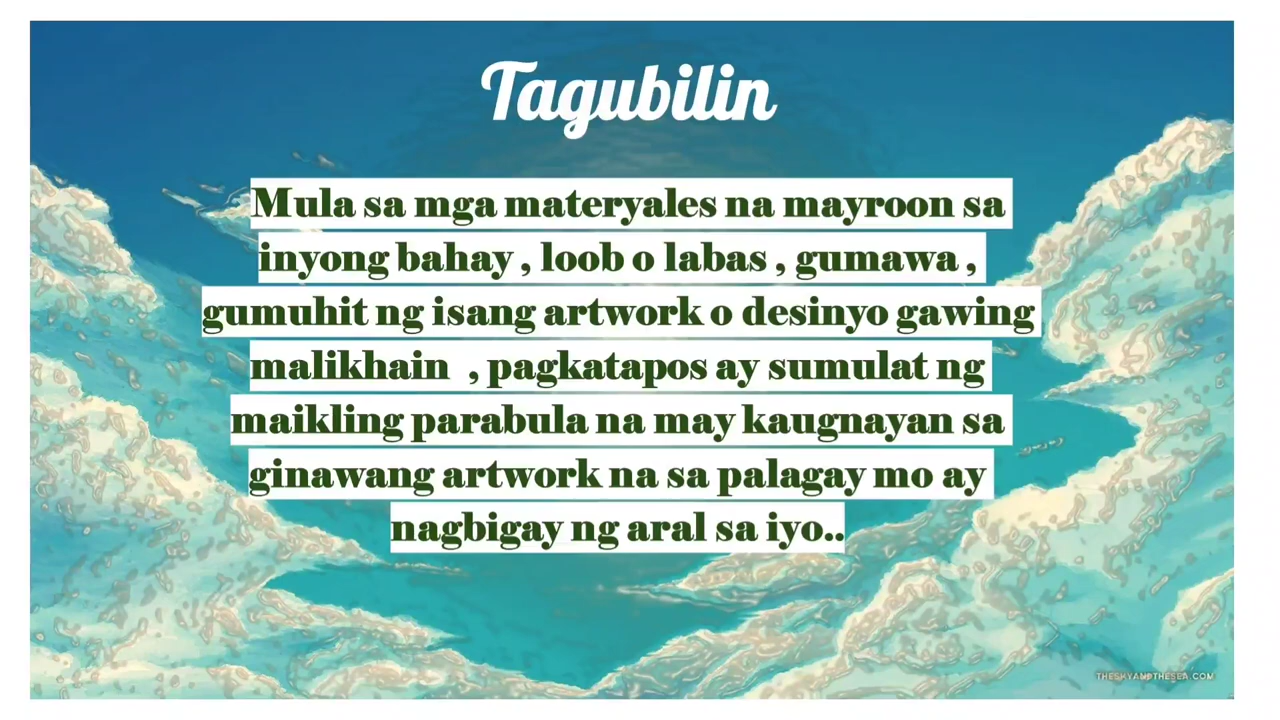 Tagubilin
Mula sa mga materyales na mayroon sa
inyong bahay , loob o labas , gumawa ,
gumuhit ng isang artwork o desinyo gawing
malikhain , pagkatapos ay sumulat ng
maikling parabula na may kaugnayan sa
ginawang artwork na sa palagay mo ay
nagbigay ng aral sa iyo..
THESKYANDTHESEA.COM